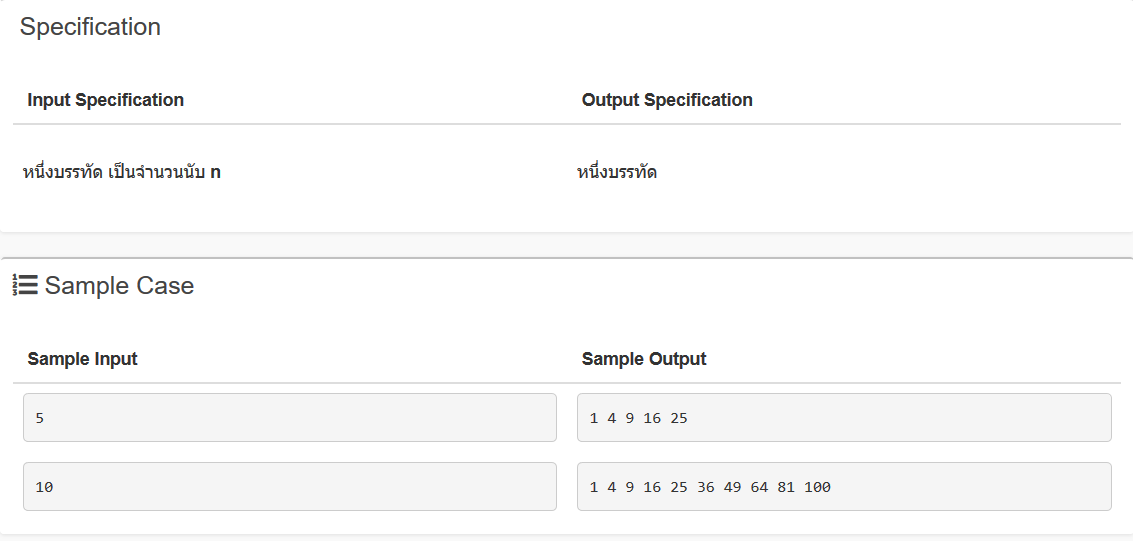 Specification
Input Specification
Output Specification
หนึ่งบรรทัด เป็นจำนวนนับ n
หนึ่งบรรทัด
Sample Case
Sample Input
Sample Output
5
1 4 9 16 25
10
1 4 9 16 25 36 49 64 81 100